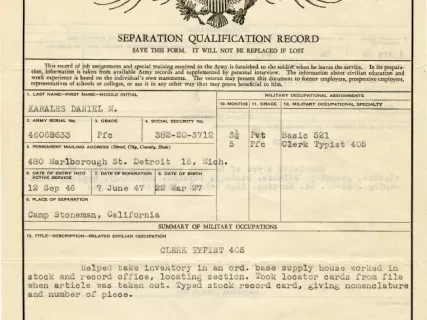 SEPARATION QUALIFICATION RECORD
SAVE THIS FORM. IT WILL NOT BE REPLACED IF LOST
This record of job assignments and special training received in the Army is furnished to the soldier when he leaves the service. In its preparation, information is taken from available Army records and supplemented by personal interview. The information about civilian education and
work experience is based on the individual's own statements. The veteran may present this document to former employers, prospective employers,
representatives of schools or colleges, or use it in any other way that may prove beneficial to him.
1. LAST NAME—FIRST NAME—MIDDLE INITIAL
MILITARY OCCUPATIONAL ASSIGNMENTS
KARALES DANIEL M.
10. MONTHS 11. GRADE 12. MILITARY OCCUPATIONAL SPECIALTY
2. ARMY SERIAL No. 3. GRADE 4. SOCIAL SECURITY No.
46068633 Pfc 382-20-3712
3½ Pvt Basic 521
5 Pfc Clerk Typist 405
5. PERMANENT MAILING ADDRESS (Street, City, County, State)
480 Marlborough St. Detroit 15, Mich.
6. DATE OF ENTRY INTO ACTIVE SERVICE 7. DATE OF SEPARATION 8. DATE OF BIRTH
12 Sep 46 7 June 47 22 Mar 27
9. PLACE OF SEPARATION
Camp Stoneman, California
SUMMARY OF MILITARY OCCUPATIONS
13. TITLE—DESCRIPTION—RELATED CIVILIAN OCCUPATION
CLERK TYPIST 405
Helped take inventory in an ord. base supply house worked in
stock and record office, locating section. Took locator cards from file
when article was taken out. Typed stock record card, giving nomenclature
and number of piece.